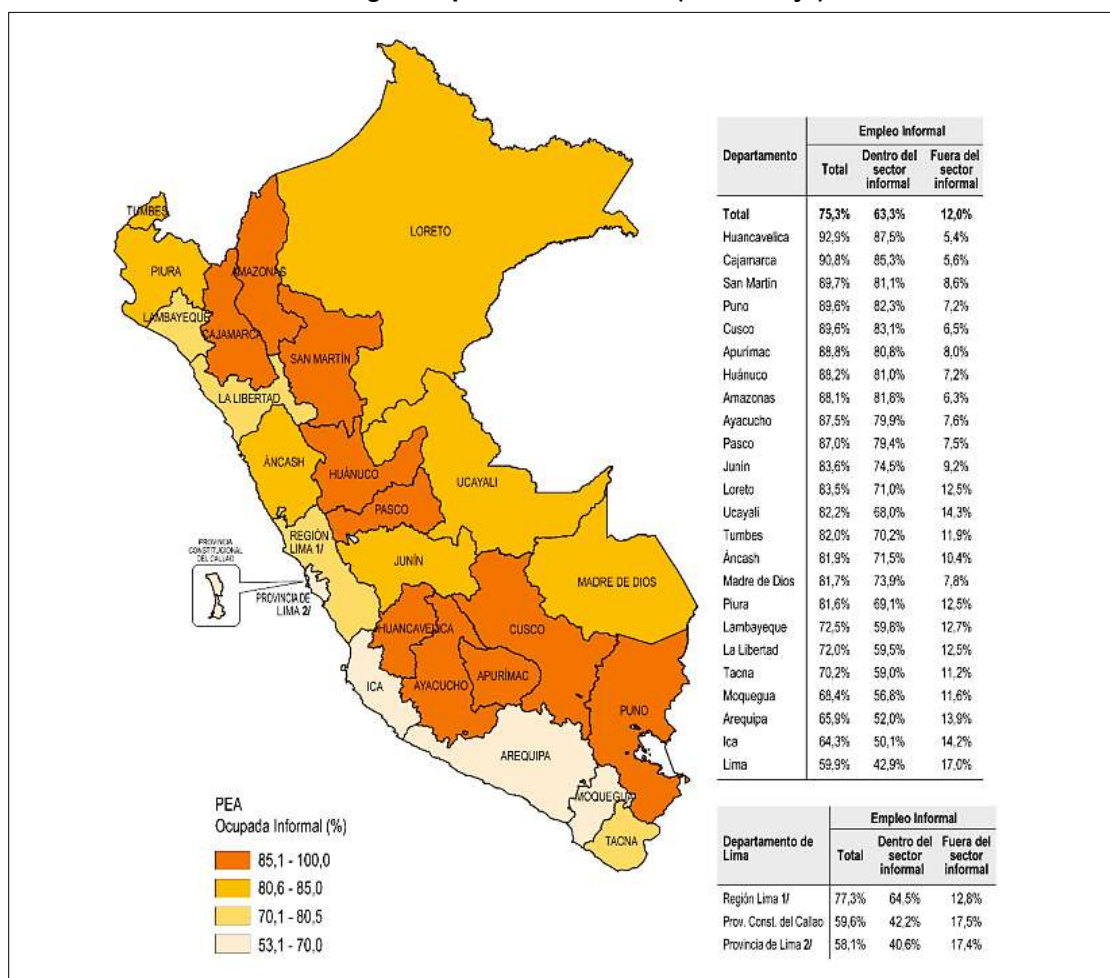 TUMBES
PIURA
LAMBAYEQUE
CAJAMARCA
AMAZONAS
LORETO
SAN MARTÍN
LA LIBERTAD
ÁNCASH
HUÁNUCO
PASCO
UCAYALI
REGIÓN
LIMA 1/
PROVINCIA
CONSTITUCIONAL
DEL CALLAO
PROVINCIA DE
LIMA 2/
JUNÍN
MADRE DE DIOS
HUANCAVELICA
CUSCO
ICA
AYACUCHO
APURÍMAC
PUNO
AREQUIPA
MOQUEGUA
TACNA
PEA
Ocupada Informal (%)
85,1 - 100,0
80,6 - 85,0
70,1 - 80,5
53,1 - 70,0
Departamento Empleo Informal
Total Dentro del sector informal Fuera del sector informal
Total 75,3% 63,3% 12,0%
Huancavelica 92,9% 87,5% 5,4%
Cajamarca 90,8% 85,3% 5,6%
San Martín 89,7% 81,1% 8,6%
Puno 89,6% 82,3% 7,2%
Cusco 89,6% 83,1% 6,5%
Apurímac 88,8% 80,8% 8,0%
Huánuco 88,2% 81,0% 7,2%
Amazonas 88,1% 81,8% 6,3%
Ayacucho 87,5% 79,9% 7,6%
Pasco 87,0% 79,4% 7,5%
Junín 83,6% 74,5% 9,2%
Loreto 83,5% 71,0% 12,5%
Ucayali 82,2% 68,0% 14,3%
Tumbes 82,0% 70,2% 11,9%
Áncash 81,9% 71,5% 10,4%
Madre de Dios 81,7% 73,9% 7,8%
Piura 81,6% 69,1% 12,5%
Lambayeque 72,5% 59,8% 12,7%
La Libertad 72,0% 59,5% 12,5%
Tacna 70,2% 59,0% 11,2%
Moquegua 68,4% 56,8% 11,6%
Arequipa 65,9% 52,0% 13,9%
Ica 64,3% 50,1% 14,2%
Lima 59,9% 42,9% 17,0%
Departamento de Lima Empleo Informal
Total Dentro del sector informal Fuera del sector informal
Región Lima 1/ 77,3% 64,5% 12,8%
Prov. Const. del Callao 59,6% 42,2% 17,5%
Provincia de Lima 2/ 58,1% 40,6% 17,4%